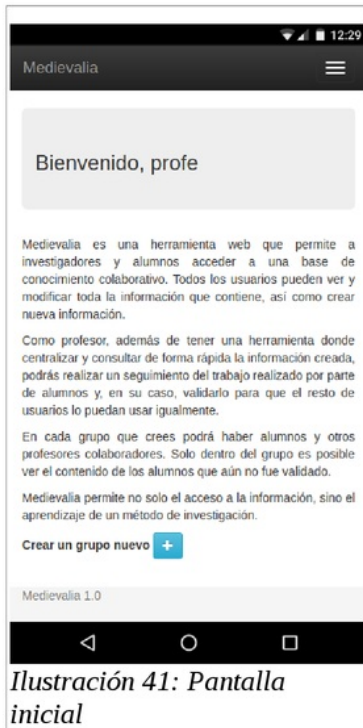 12:29
Medievalia
Bienvenido, profe
Medievalia es una herramienta web que permite a
investigadores y alumnos acceder a una base de
conocimiento colaborativo. Todos los usuarios pueden ver y
modificar toda la información que contiene, así como crear
nueva información.
Como profesor, además de tener una herramienta donde
centralizar y consultar de forma rápida la información creada,
podrás realizar un seguimiento del trabajo realizado por parte
de alumnos y, en su caso, validarlo para que el resto de
usuarios lo puedan usar igualmente.
En cada grupo que crees podrá haber alumnos y otros
profesores colaboradores. Solo dentro del grupo es posible
ver el contenido de los alumnos que aún no fue validado.
Medievalia permite no solo el acceso a la información, sino el
aprendizaje de un método de investigación.
Crear un grupo nuevo +
Medievalia 1.0
Ilustración 41: Pantalla
inicial